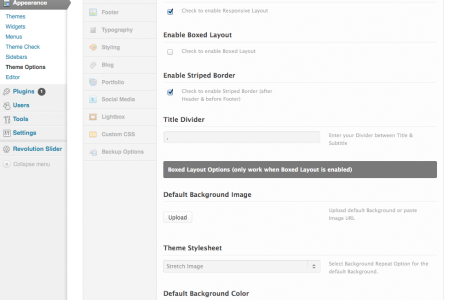 Appearance
Themes
Widgets
Menus
Theme Check
Sidebars
Theme Options
Editor
Plugins 1
Users
Tools
Settings
Revolution Slider
Collapse menu
Footer
Typography
Styling
Blog
Portfolio
Social Media
Lightbox
Custom CSS
Backup Options
Check to enable Responsive Layout
Enable Boxed Layout
Check to enable Boxed Layout
Enable Striped Border
Check to enable Striped Border (after
Header & before Footer)
Title Divider
Enter your Divider between Title &
Subtitle
Boxed Layout Options (only work when Boxed Layout is enabled)
Default Background Image
Upload
Upload default Background or paste
Image URL
Theme Stylesheet
Stretch Image
Select Background Repeat Option for the
default Background.
Default Background Color